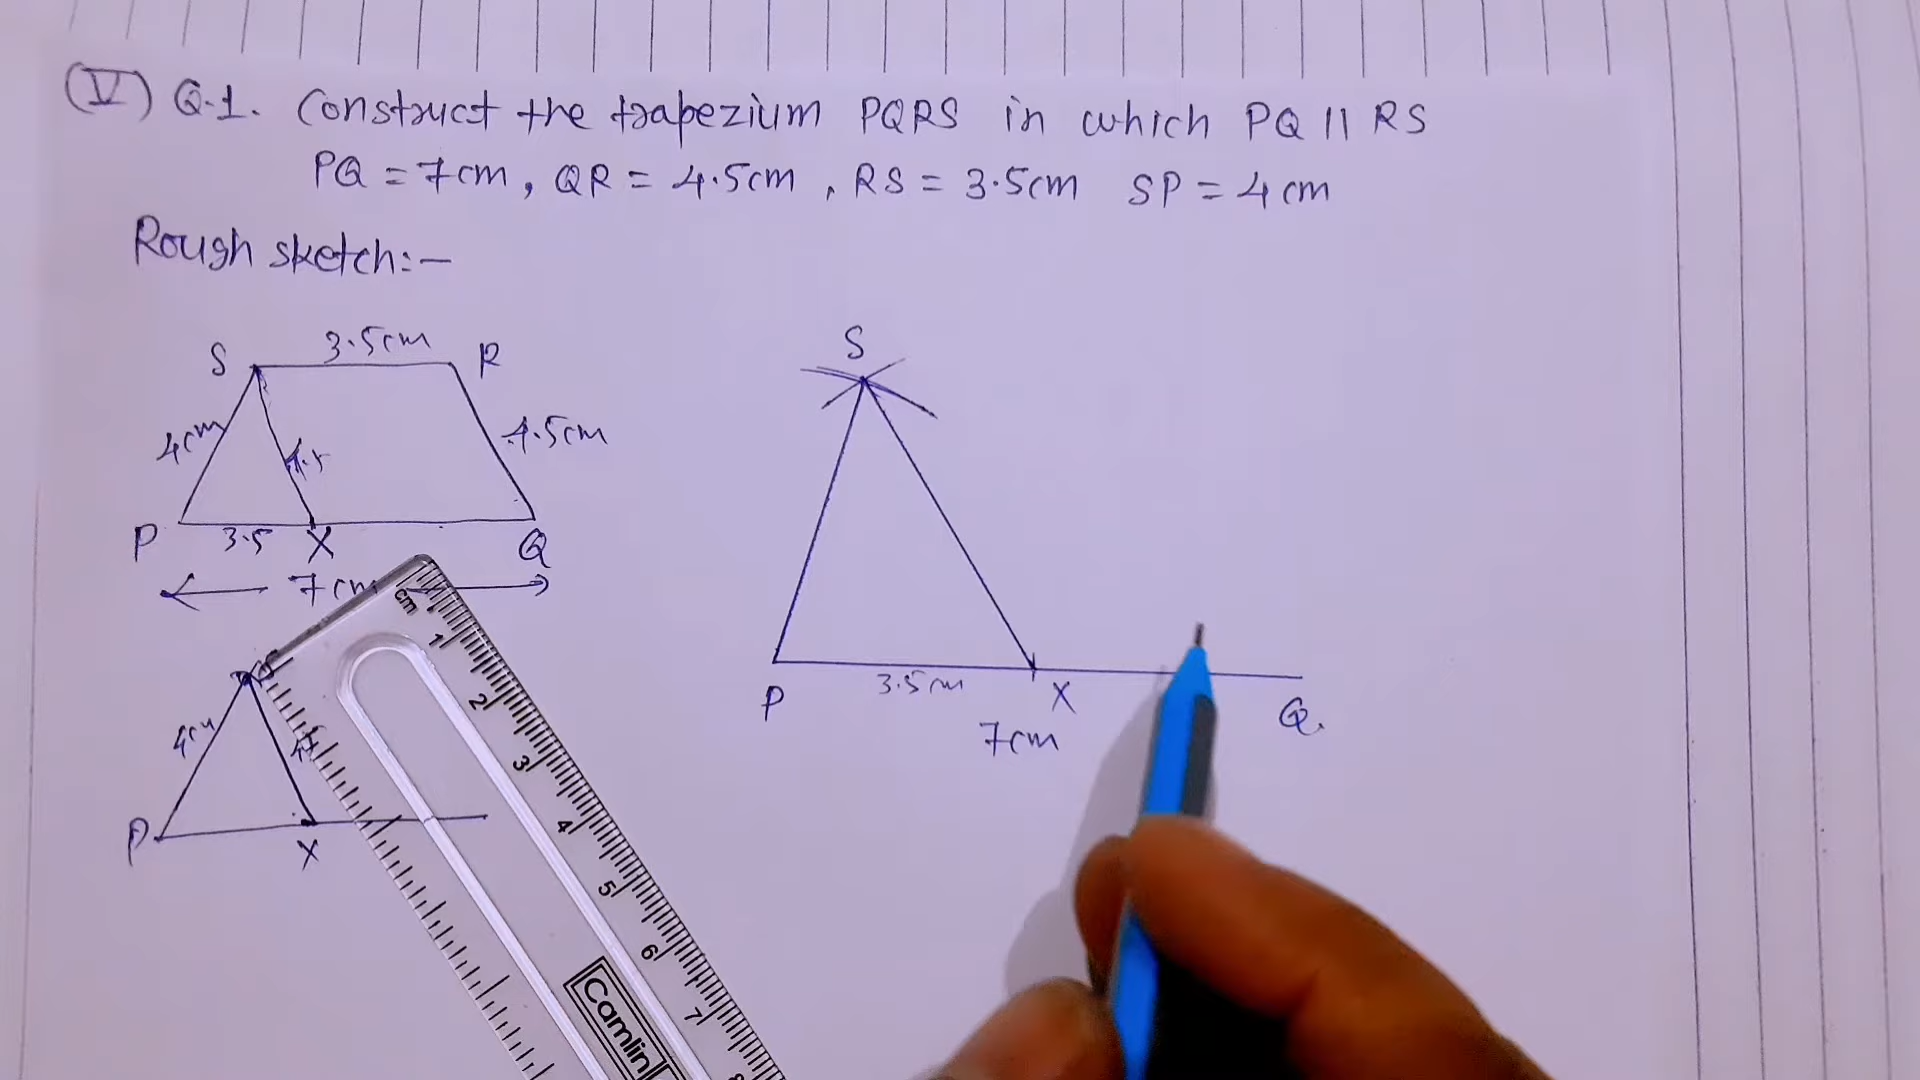 (V) Q.1. Construct the trapezium PQRS in which PQ || RS
PQ = 7cm, QR = 4.5cm, RS = 3.5cm SP = 4cm
Rough sketch:-
S 3.5cm R
4cm 4.5cm
P 3.5 X Q
7cm
4cm
P X
S
P 3.5cm X Q.
7cm
cm 1 2 3 4 5 6 7 8
Camlin